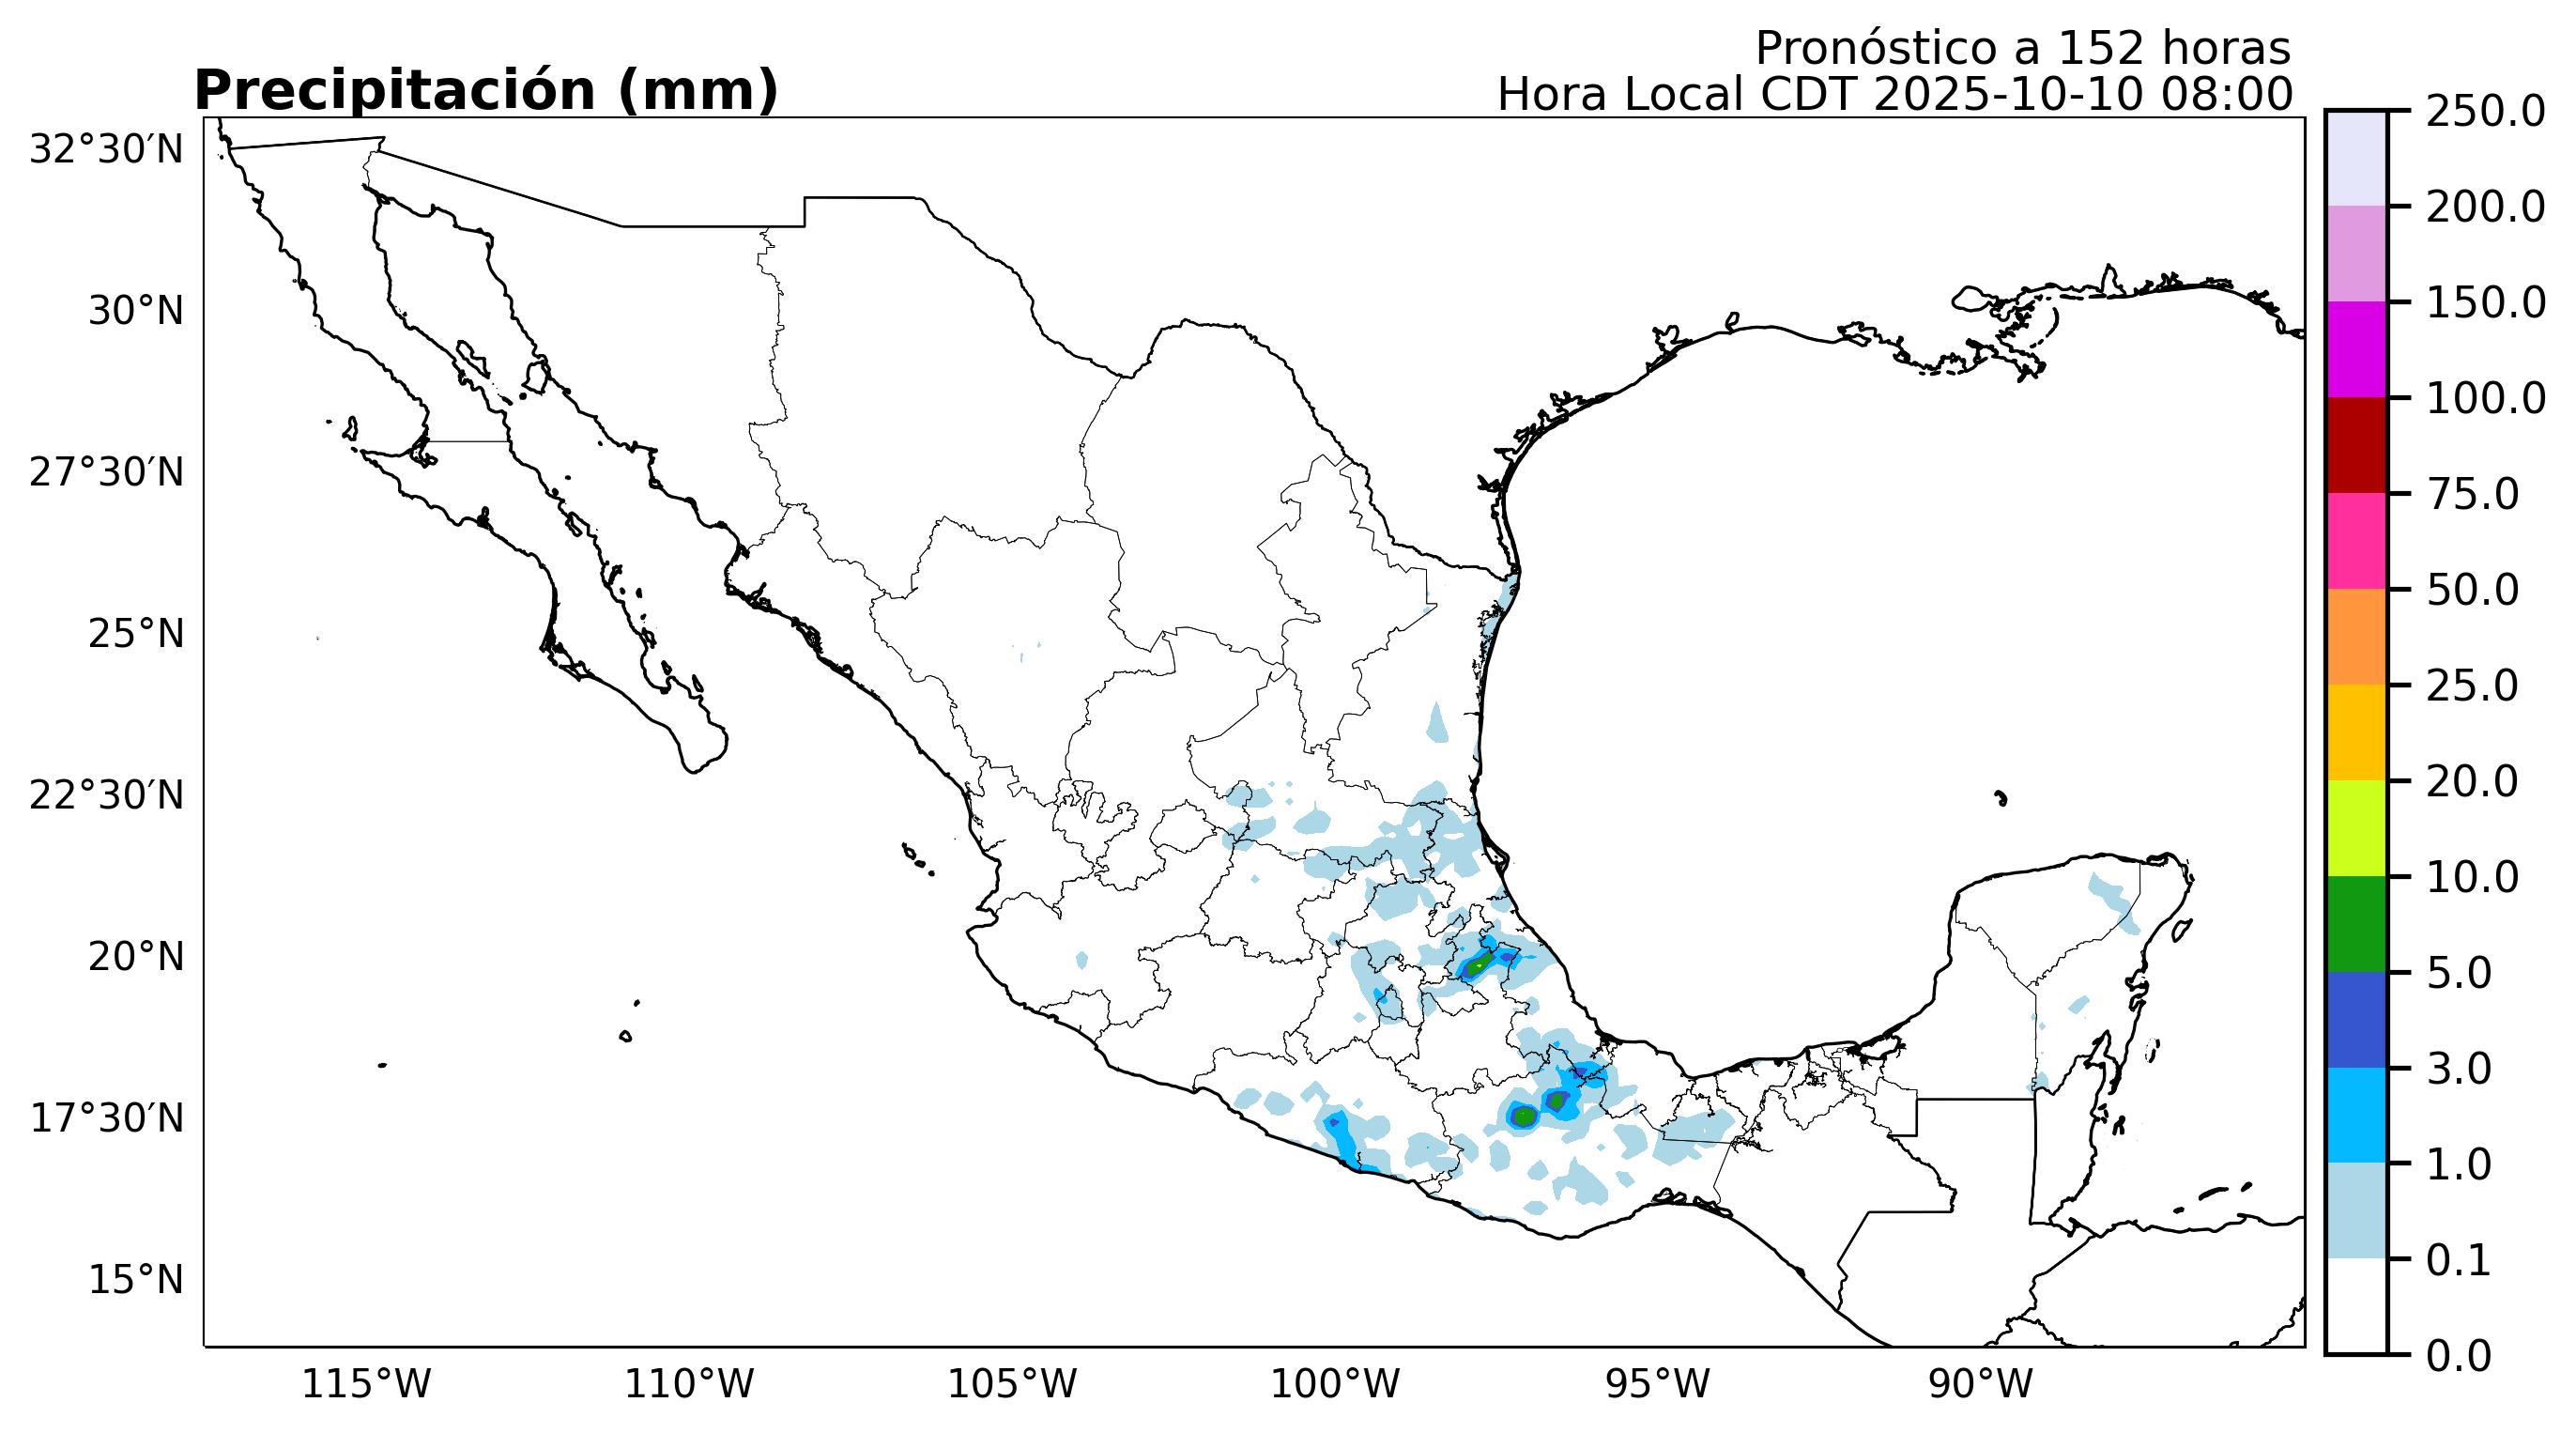 Pronóstico a 152 horas
Precipitación (mm)
Hora Local CDT 2025-10-10 08:00
32°30′N
30°N
27°30′N
25°N
22°30′N
20°N
17°30′N
15°N
115°W
110°W
105°W
100°W
95°W
90°W
250.0
200.0
150.0
100.0
75.0
50.0
25.0
20.0
10.0
5.0
3.0
1.0
0.1
0.0